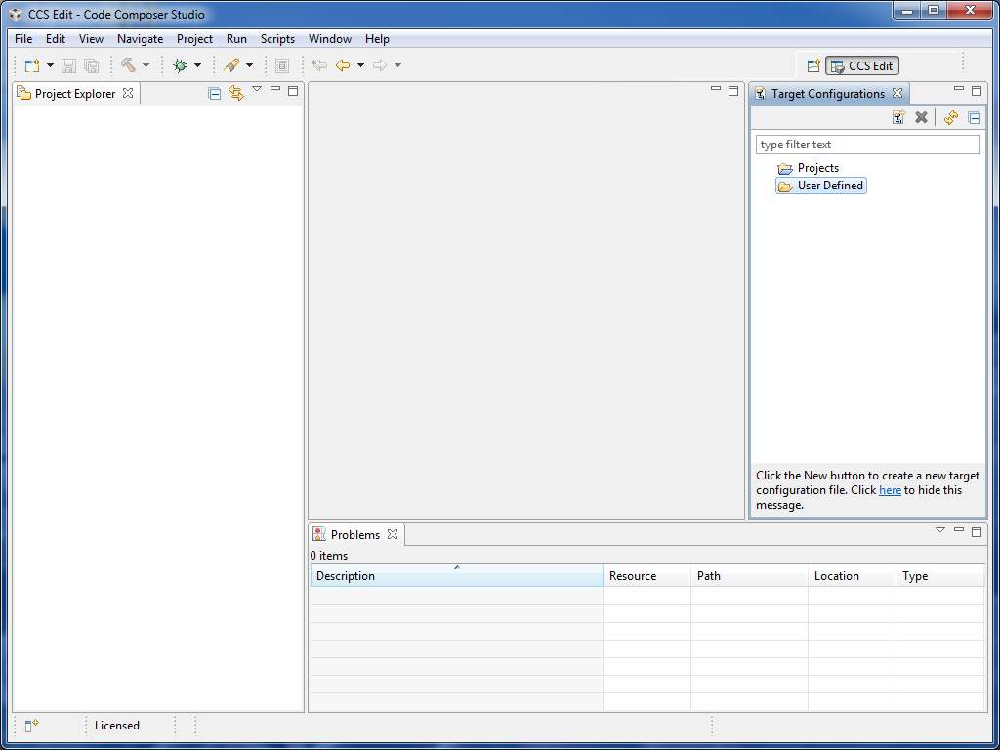 CCS Edit - Code Composer Studio
File Edit View Navigate Project Run Scripts Window Help
CCS Edit
Project Explorer
Target Configurations
type filter text
Projects
User Defined
Click the New button to create a new target
configuration file. Click here to hide this
message.
Problems
0 items
Description Resource Path Location Type
Licensed